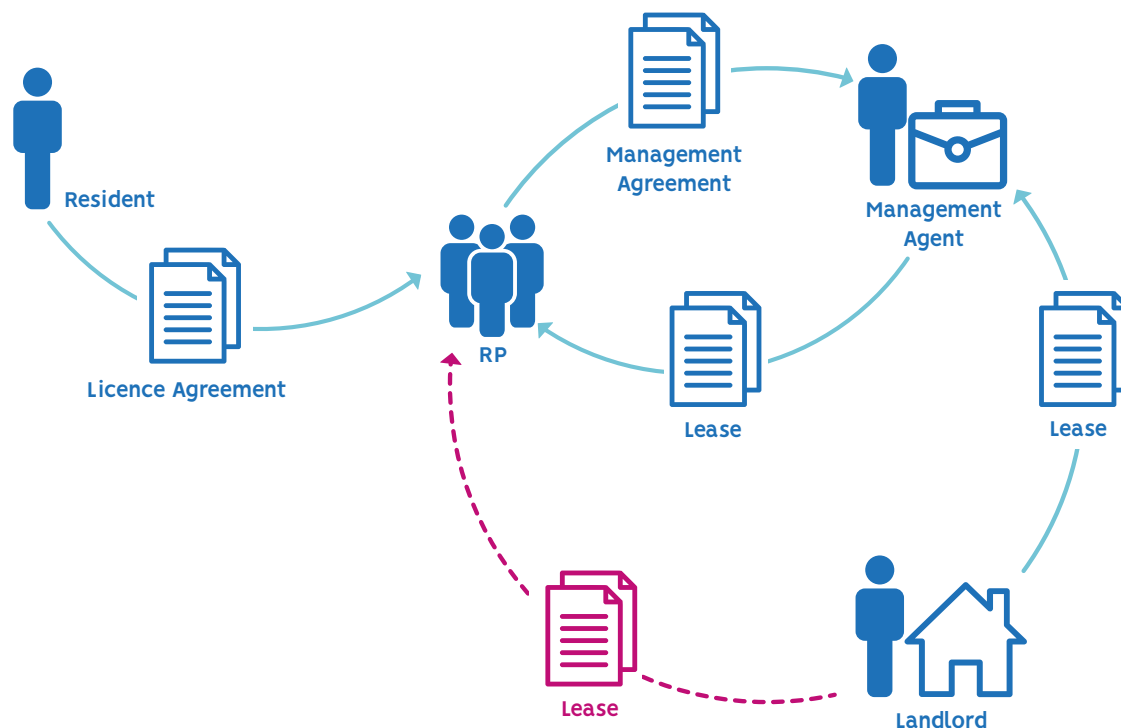 Management
Agreement
Resident
Management
Agent
RP
Licence Agreement
Lease
Lease
Lease
Landlord